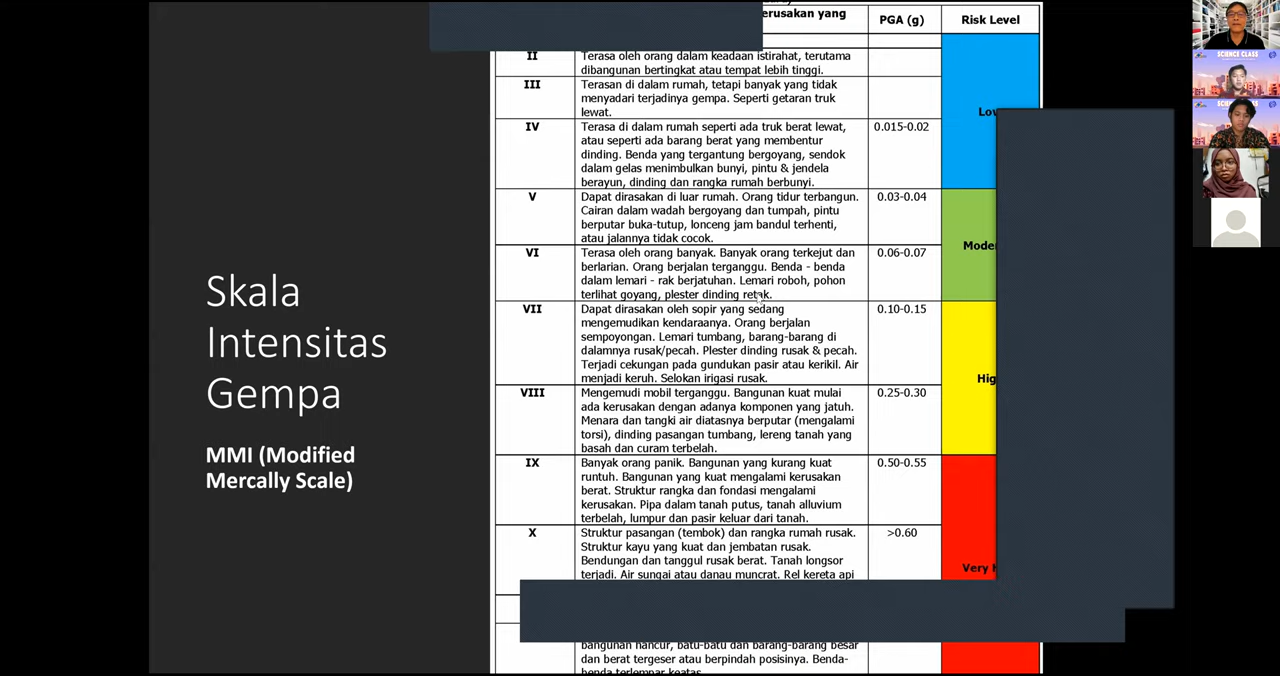 Skala
Intensitas
Gempa
MMI (Modified
Mercally Scale)
yang
PGA (g)
Risk Level
II
Terasa oleh orang dalam keadaan istirahat, terutama
dibangunan bertingkat atau tempat lebih tinggi.
III
Terasan di dalam rumah, tetapi banyak yang tidak
menyadari terjadinya gempa. Seperti getaran truk
lewat.
IV
Terasa di dalam rumah seperti ada truk berat lewat,
atau seperti ada barang berat yang membentur
dinding. Benda yang tergantung bergoyang, sendok
dalam gelas menimbulkan bunyi, pintu & jendela
berayun, dinding dan rangka rumah berbunyi.
0.015-0.02
V
Dapat dirasakan di luar rumah. Orang tidur terbangun.
Cairan dalam wadah bergoyang dan tumpah, pintu
berputar buka-tutup, lonceng jam bandul terhenti,
atau jalannya tidak cocok.
0.03-0.04
VI
Terasa oleh orang banyak. Banyak orang terkejut dan
berlarian. Orang berjalan terganggu. Benda - benda
dalam lemari - rak berjatuhan. Lemari roboh, pohon
terlihat goyang, plester dinding retak.
0.06-0.07
VII
Dapat dirasakan oleh sopir yang sedang
mengemudikan kendaraanya. Orang berjalan
sempoyongan. Lemari tumbang, barang-barang di
dalamnya rusak/pecah. Plester dinding rusak & pecah.
Terjadi cekungan pada gundukan pasir atau kerikil. Air
menjadi keruh. Selokan irigasi rusak.
0.10-0.15
VIII
Mengemudi mobil terganggu. Bangunan kuat mulai
ada kerusakan dengan adanya komponen yang jatuh.
Menara dan tangki air diatasnya berputar (mengalami
torsi), dinding pasangan tumbang, lereng tanah yang
basah dan curam terbelah.
0.25-0.30
IX
Banyak orang panik. Bangunan yang kurang kuat
runtuh. Bangunan yang kuat mengalami kerusakan
berat. Struktur rangka dan fondasi mengalami
kerusakan. Pipa dalam tanah putus, tanah alluvium
terbelah, lumpur dan pasir keluar dari tanah.
0.50-0.55
X
Struktur pasangan (tembok) dan rangka rumah rusak.
Struktur kayu yang kuat dan jembatan rusak.
Bendungan dan tanggul rusak berat. Tanah longsor
terjadi. Air sungai atau danau muncrat. Rel kereta api
>0.60
Very
bangunan hancur, batu-batu dan barang-barang besar
dan berat tergeser atau berpindah posisinya. Benda-
benda terlempar keatas.
SCIENCE CLASS
SCIENCE CLASS